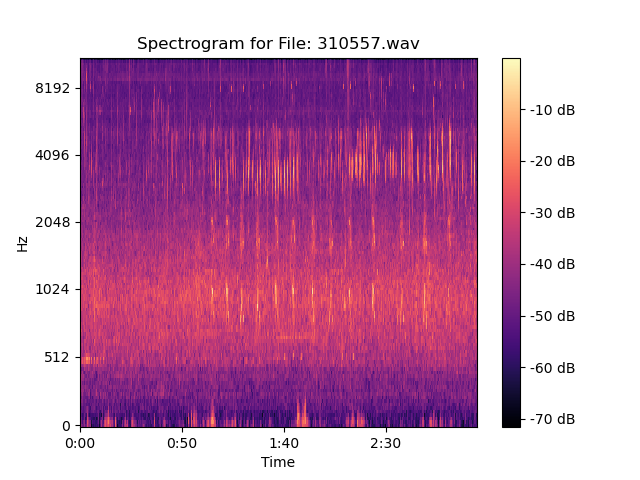 Spectrogram for File: 310557.wav
8192
4096
2048
1024
512
0
Hz
0:00
0:50
1:40
2:30
Time
-10 dB
-20 dB
-30 dB
-40 dB
-50 dB
-60 dB
-70 dB